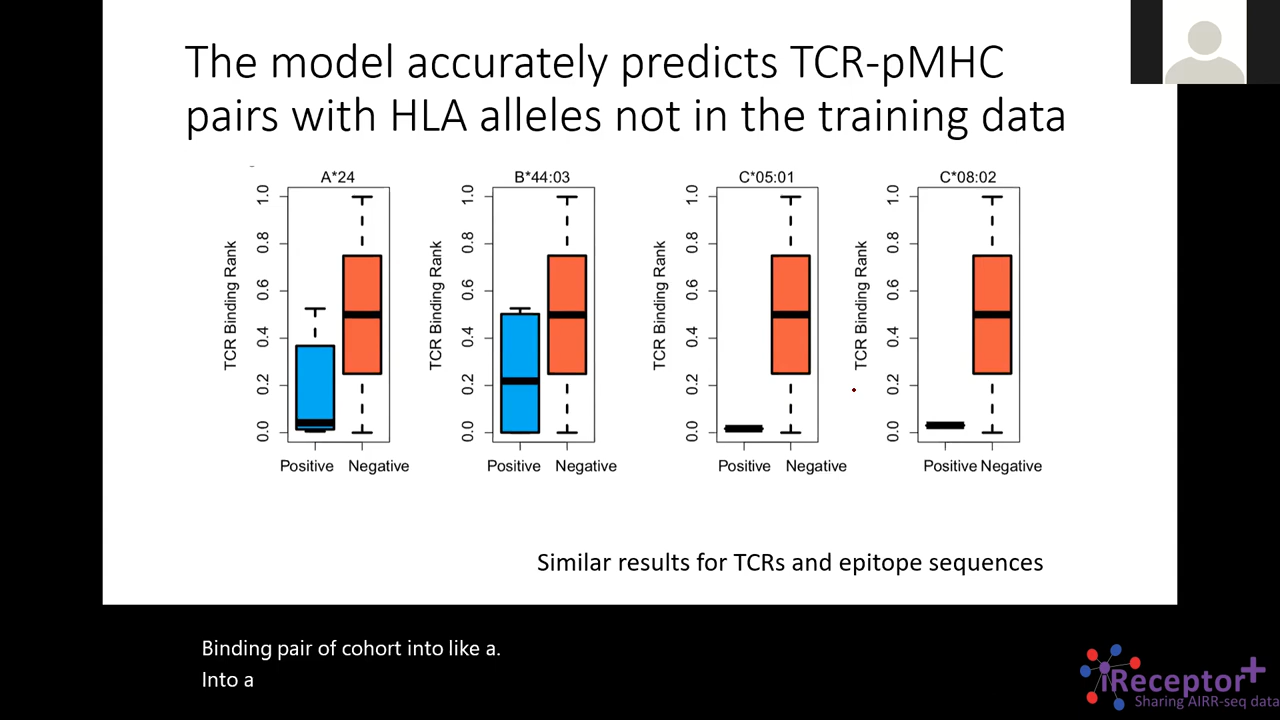 The model accurately predicts TCR-pMHC
pairs with HLA alleles not in the training data
A*24
TCR Binding Rank
1.0
0.8
0.6
0.4
0.2
0.0
Positive
Negative
B*44:03
TCR Binding Rank
1.0
0.8
0.6
0.4
0.2
0.0
Positive
Negative
C*05:01
TCR Binding Rank
1.0
0.8
0.6
0.4
0.2
0.0
Positive
Negative
C*08:02
TCR Binding Rank
1.0
0.8
0.6
0.4
0.2
0.0
Positive
Negative
Similar results for TCRs and epitope sequences
Binding pair of cohort into like a.
Into a
iReceptor+
Sharing AIRR-seq data